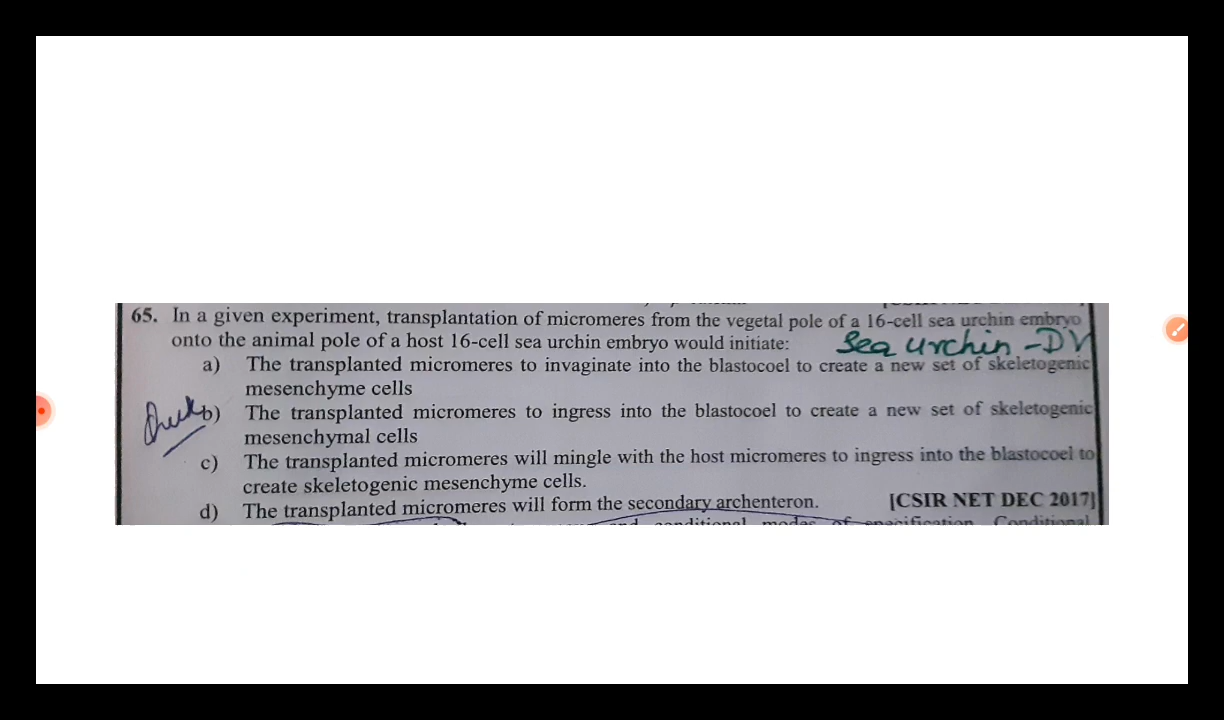 65. In a given experiment, transplantation of micromeres from the vegetal pole of a 16-cell sea urchin embryo
onto the animal pole of a host 16-cell sea urchin embryo would initiate: Sea urchin - DV
a) The transplanted micromeres to invaginate into the blastocoel to create a new set of skeletogenic
mesenchyme cells
b) The transplanted micromeres to ingress into the blastocoel to create a new set of skeletogenic
mesenchymal cells
c) The transplanted micromeres will mingle with the host micromeres to ingress into the blastocoel to
create skeletogenic mesenchyme cells.
d) The transplanted micromeres will form the secondary archenteron. [CSIR NET DEC 2017]
conditional modes of specification Conditional